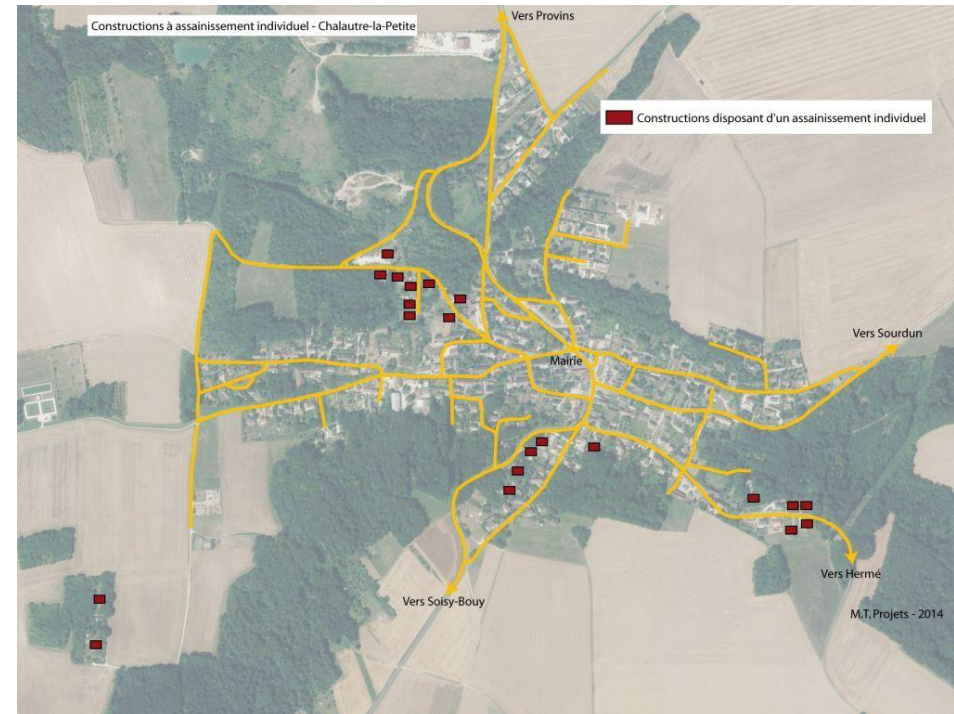 Constructions à assainissement individuel - Chalautre-la-Petite
Vers Provins
Constructions disposant d'un assainissement individuel
Vers Sourdun
Mairie
Vers Hermé
Vers Soisy-Bouy
M.T. Projets - 2014